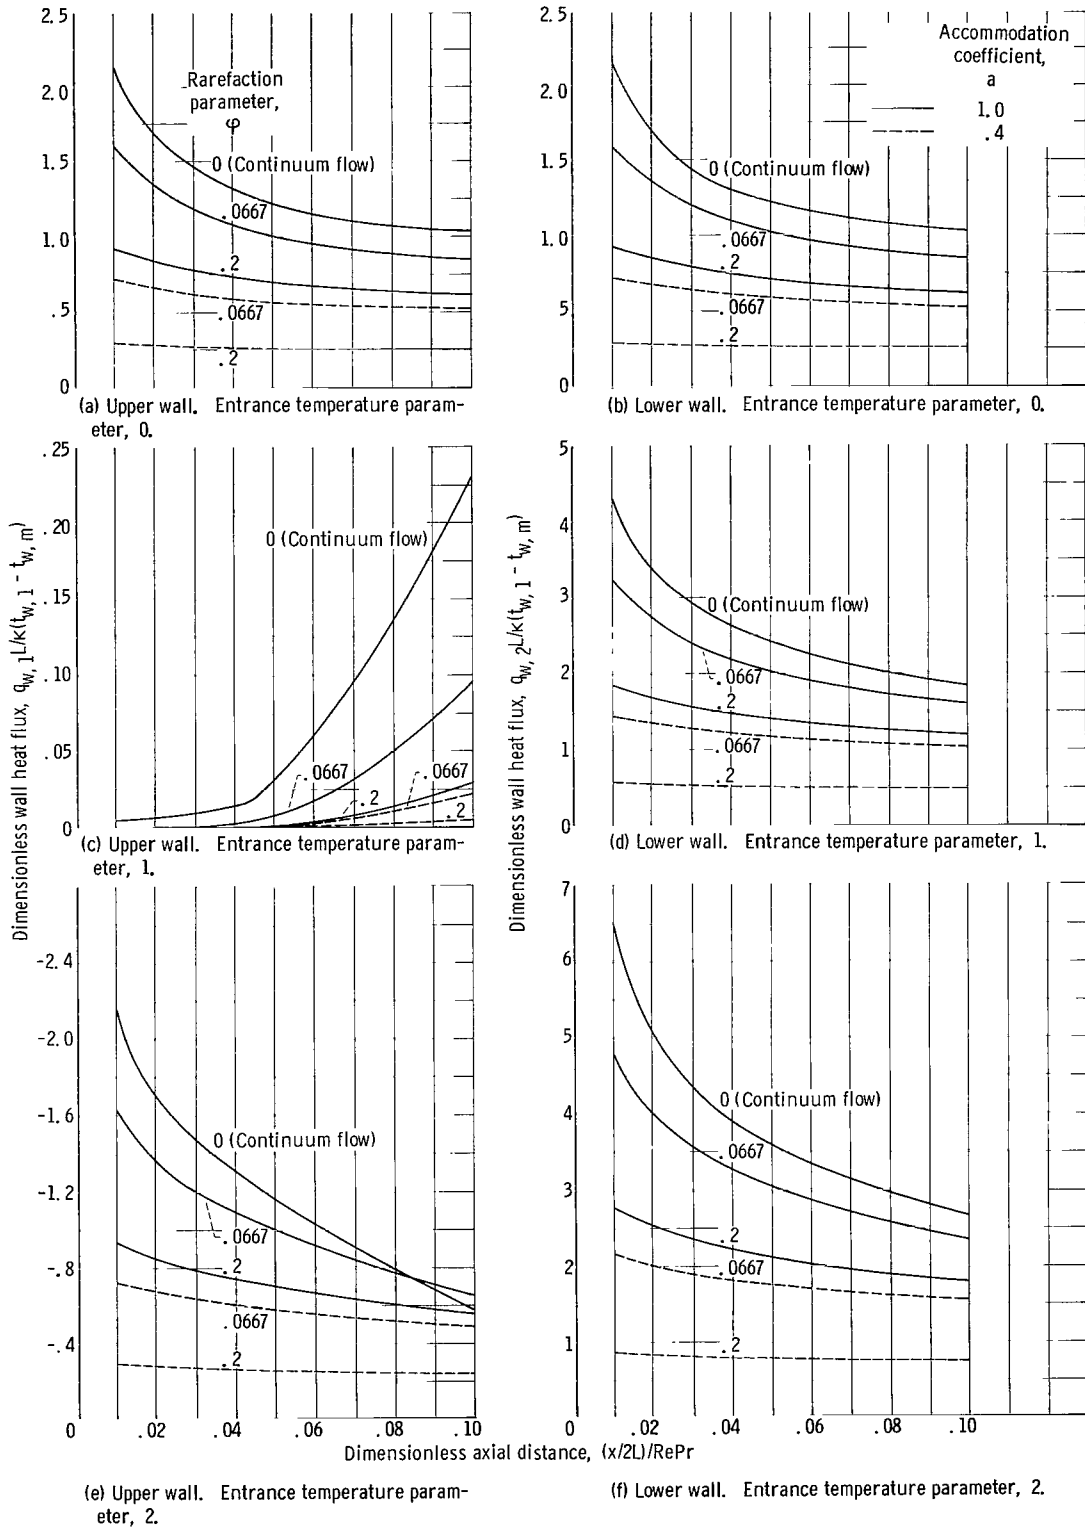 2.5
2.0
1.5
1.0
.5
0
Rarefaction
parameter,
φ
0 (Continuum flow)
.0667
.2
.0667
.2
(a) Upper wall. Entrance temperature param-
eter, 0.
2.5
2.0
1.5
1.0
.5
0
Accommodation
coefficient,
a
1.0
.4
0 (Continuum flow)
.0667
.2
.0667
.2
(b) Lower wall. Entrance temperature parameter, 0.
Dimensionless wall heat flux, q_w, 1 L/κ(t_w, 1 - t_w, m)
.25
.20
.15
.10
.05
0
0 (Continuum flow)
.0667
.0667
.2
.2
(c) Upper wall. Entrance temperature param-
eter, 1.
Dimensionless wall heat flux, q_w, 2 L/κ(t_w, 1 - t_w, m)
5
4
3
2
1
0
0 (Continuum flow)
.0667
.2
.0667
.2
(d) Lower wall. Entrance temperature parameter, 1.
-2.4
-2.0
-1.6
-1.2
-.8
-.4
0 (Continuum flow)
.0667
.2
.0667
.2
0 .02 .04 .06 .08 .10
7
6
5
4
3
2
1
0 (Continuum flow)
.0667
.2
.0667
.2
0 .02 .04 .06 .08 .10
Dimensionless axial distance, (x/2L)/RePr
(e) Upper wall. Entrance temperature param-
eter, 2.
(f) Lower wall. Entrance temperature parameter, 2.